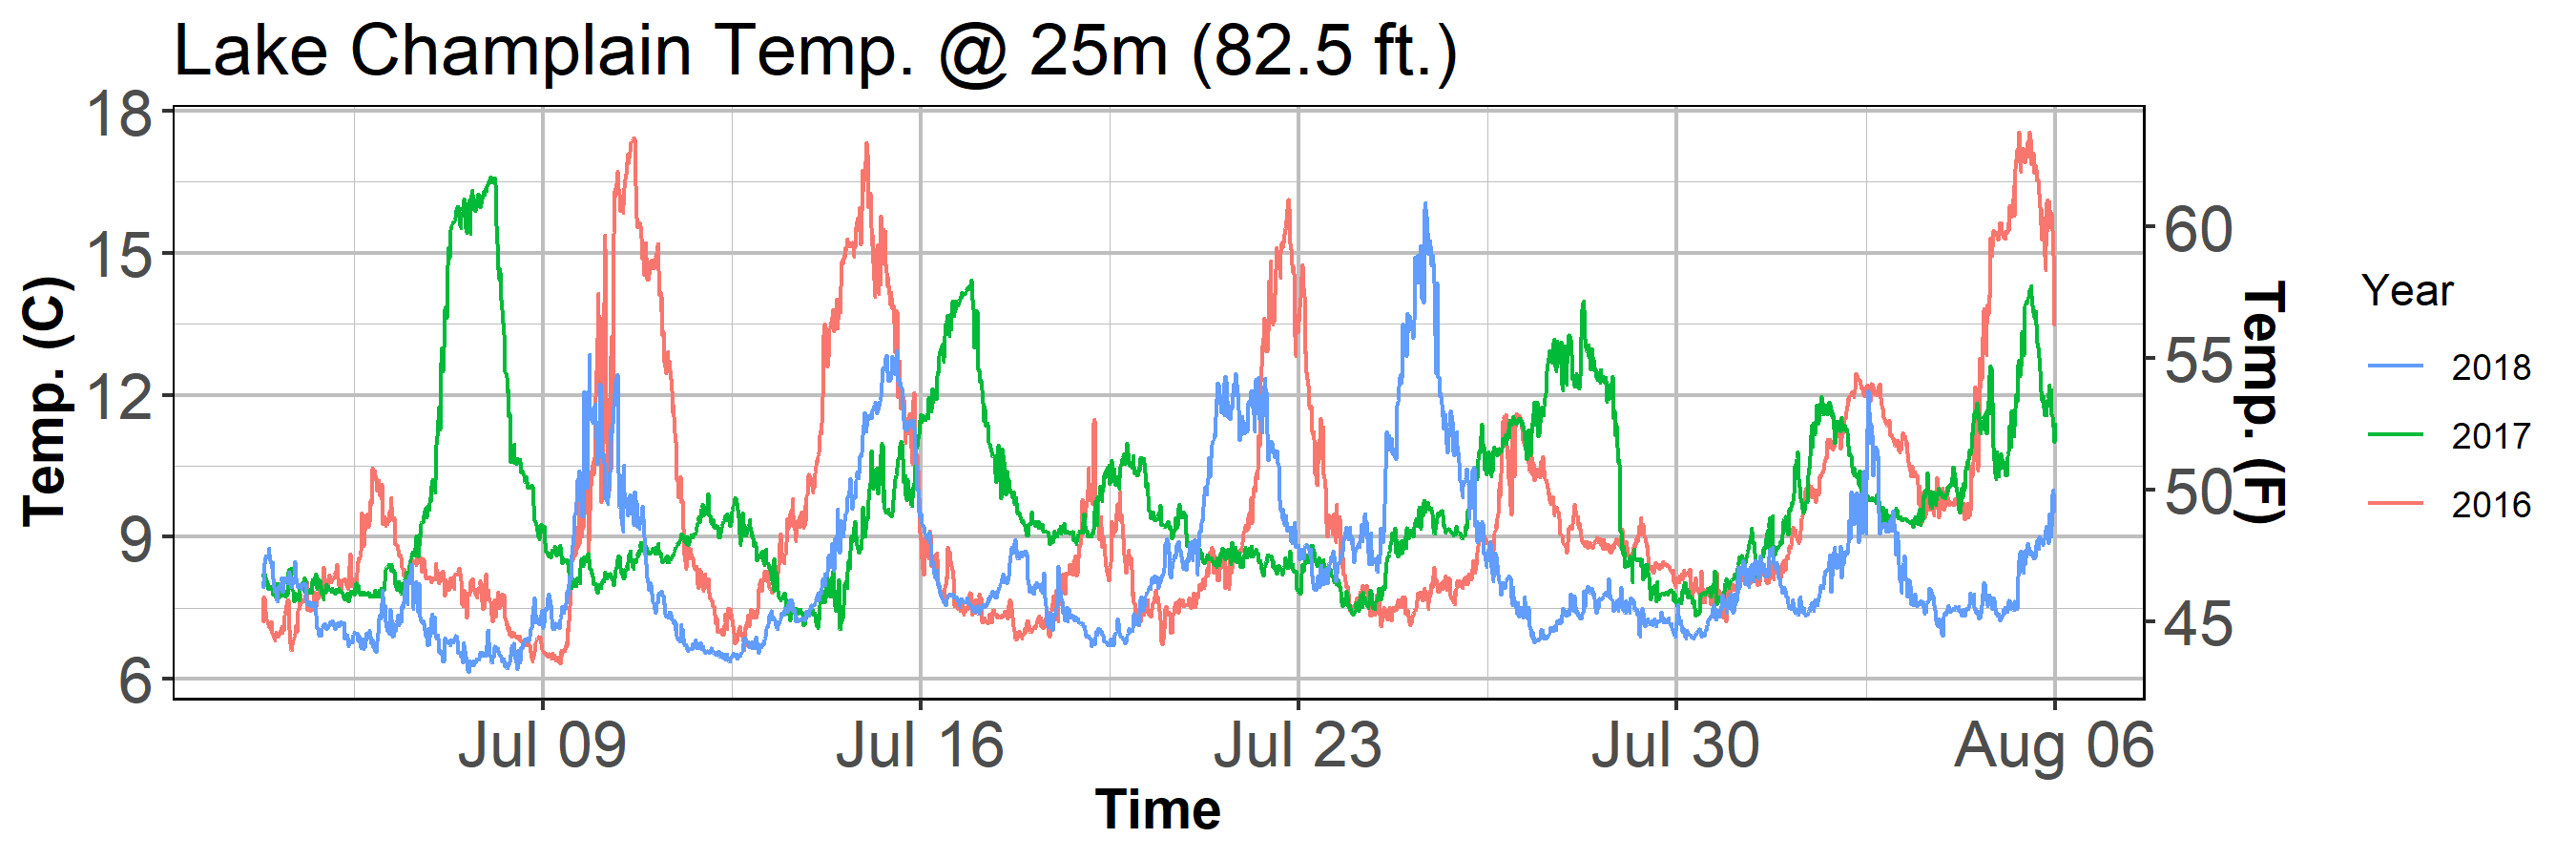 Lake Champlain Temp. @ 25m (82.5 ft.)
Temp. (C)
18
15
12
9
6
60
55
50
45
Temp. (F)
Year
2018
2017
2016
Jul 09
Jul 16
Jul 23
Jul 30
Aug 06
Time